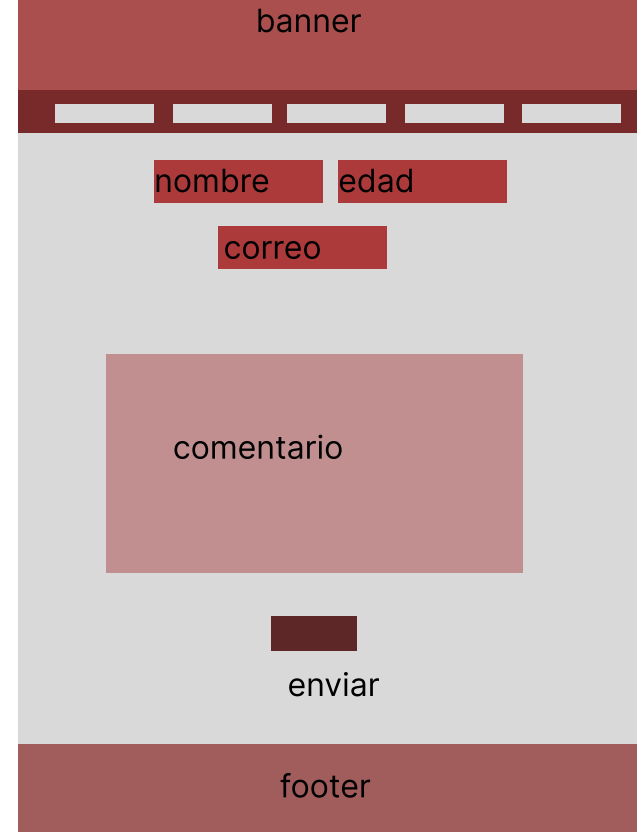 banner
nombre edad
correo
comentario
enviar
footer